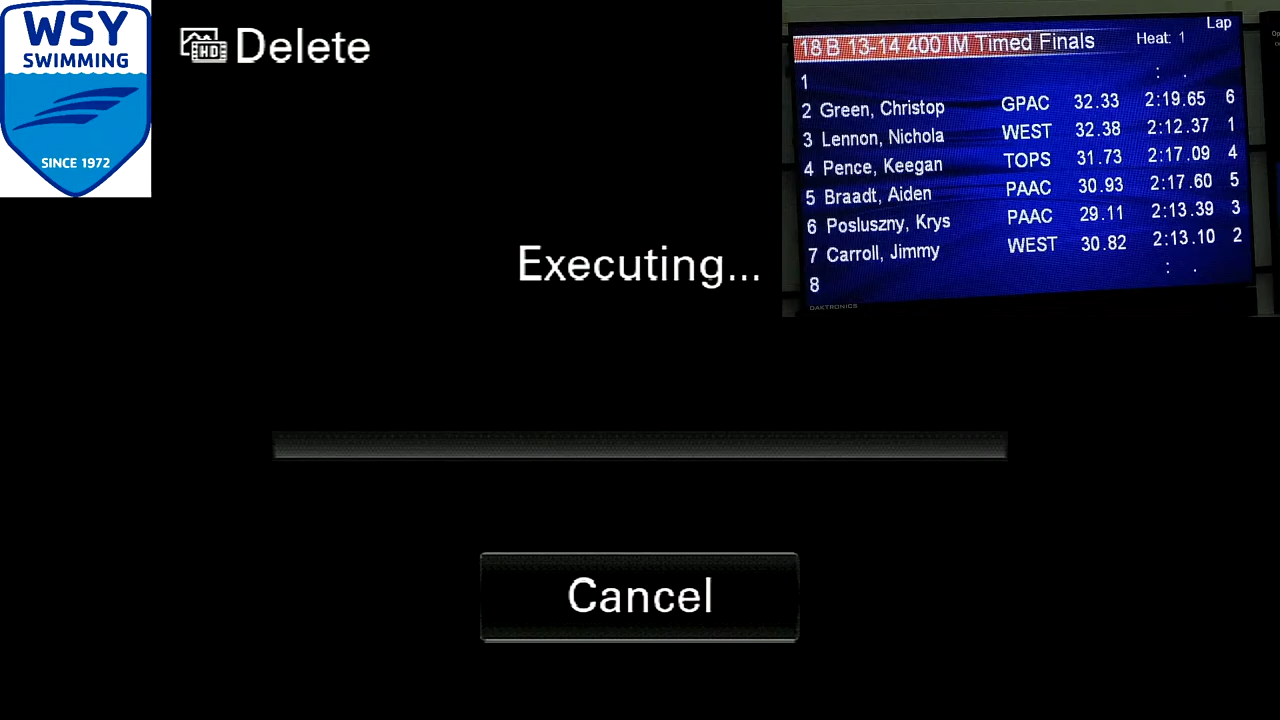 WSY
SWIMMING
SINCE 1972
HD Delete
Executing...
Cancel
Lap
18 B 13-14 400 IM Timed Finals Heat: 1
1 : .
2 Green, Christop GPAC 32.33 2:19.65 6
3 Lennon, Nichola WEST 32.38 2:12.37 1
4 Pence, Keegan TOPS 31.73 2:17.09 4
5 Braadt, Aiden PAAC 30.93 2:17.60 5
6 Posluszny, Krys PAAC 29.11 2:13.39 3
7 Carroll, Jimmy WEST 30.82 2:13.10 2
8 : .
DAKTRONICS